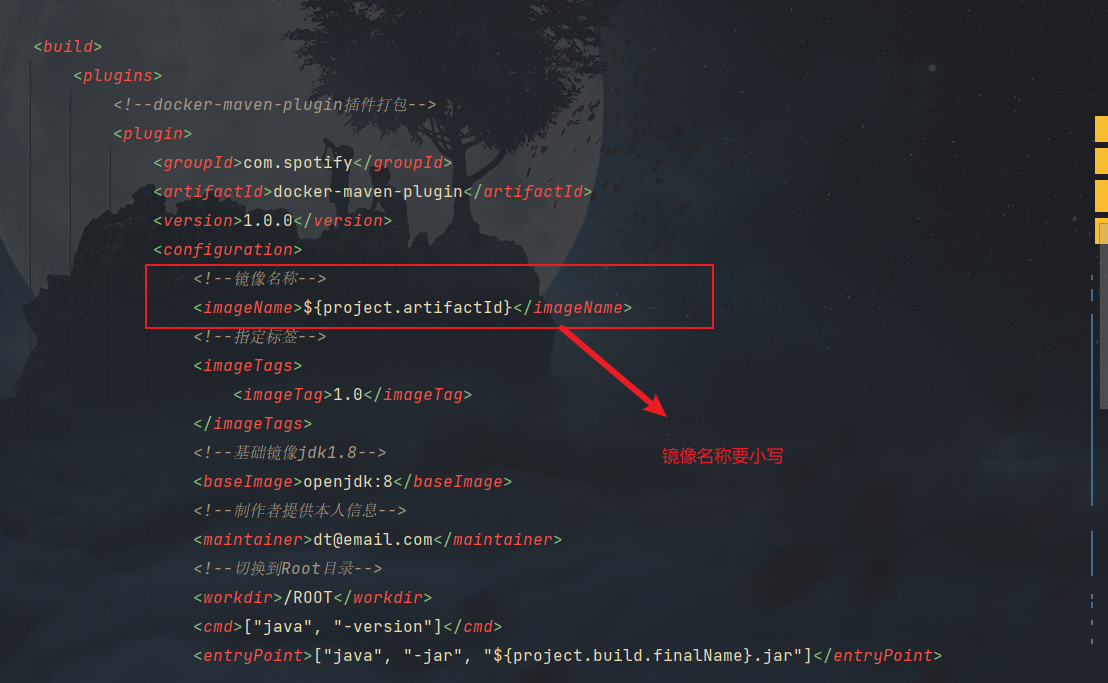 <build>
<plugins>
<!--docker-maven-plugin插件打包-->
<plugin>
<groupId>com.spotify</groupId>
<artifactId>docker-maven-plugin</artifactId>
<version>1.0.0</version>
<configuration>
<!--镜像名称-->
<imageName>${project.artifactId}</imageName>
<!--指定标签-->
<imageTags>
<imageTag>1.0</imageTag>
</imageTags>
<!--基础镜像jdk1.8-->
镜像名称要小写
<baseImage>openjdk:8</baseImage>
<!--制作者提供本人信息-->
<maintainer>dt@email.com</maintainer>
<!--切换到Root目录-->
<workdir>/ROOT</workdir>
<cmd>["java", "-version"]</cmd>
<entryPoint>["java", "-jar", "${project.build.finalName}.jar"]</entryPoint>